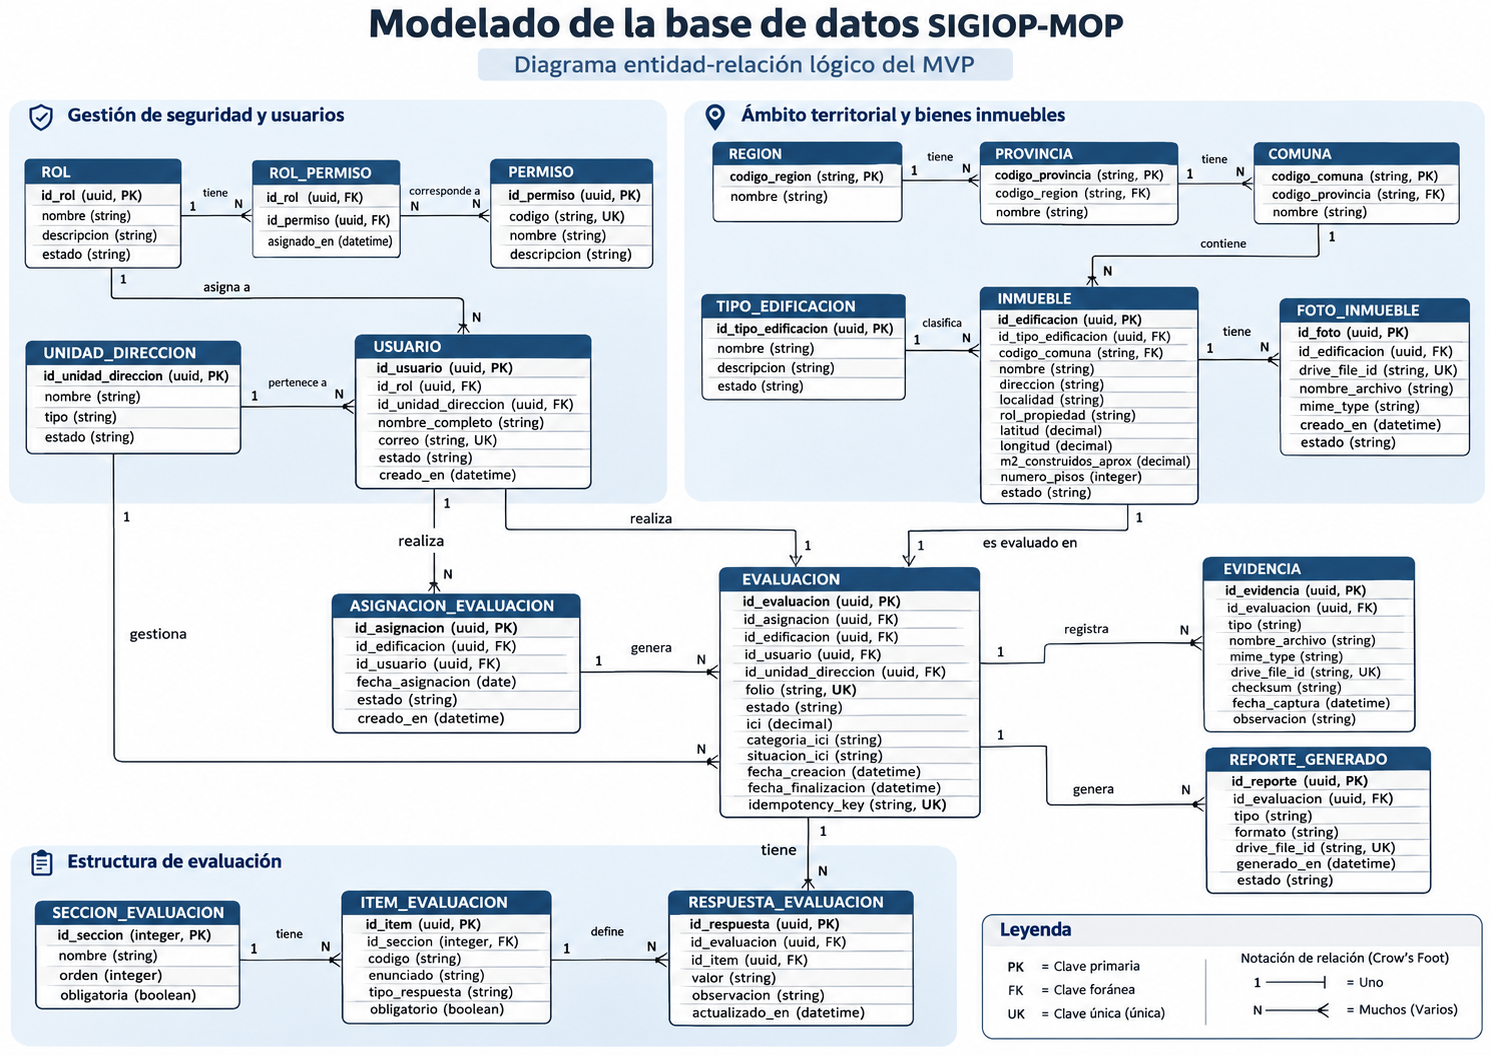 Modelado de la base de datos SIGIOP-MOP
Diagrama entidad-relación lógico del MVP
Gestión de seguridad y usuarios
ROL
id_rol (uuid, PK)
nombre (string)
descripcion (string)
estado (string)
1
tiene
N
ROL_PERMISO
id_rol (uuid, FK)
id_permiso (uuid, FK)
asignado_en (datetime)
corresponde a
N
N
PERMISO
id_permiso (uuid, PK)
codigo (string, UK)
nombre (string)
descripcion (string)
1
asigna a
N
UNIDAD_DIRECCION
id_unidad_direccion (uuid, PK)
nombre (string)
tipo (string)
estado (string)
pertenece a
1
N
USUARIO
id_usuario (uuid, PK)
id_rol (uuid, FK)
id_unidad_direccion (uuid, FK)
nombre_completo (string)
correo (string, UK)
estado (string)
creado_en (datetime)
Ámbito territorial y bienes inmuebles
REGION
codigo_region (string, PK)
nombre (string)
tiene
1
N
PROVINCIA
codigo_provincia (string, PK)
codigo_region (string, FK)
nombre (string)
tiene
1
N
COMUNA
codigo_comuna (string, PK)
codigo_provincia (string, FK)
nombre (string)
1
contiene
N
TIPO_EDIFICACION
id_tipo_edificacion (uuid, PK)
nombre (string)
descripcion (string)
estado (string)
clasifica
1
N
INMUEBLE
id_edificacion (uuid, PK)
id_tipo_edificacion (uuid, FK)
codigo_comuna (string, FK)
nombre (string)
direccion (string)
localidad (string)
rol_propiedad (string)
latitud (decimal)
longitud (decimal)
m2_construidos_aprox (decimal)
numero_pisos (integer)
estado (string)
tiene
1
N
FOTO_INMUEBLE
id_foto (uuid, PK)
id_edificacion (uuid, FK)
drive_file_id (string, UK)
nombre_archivo (string)
mime_type (string)
creado_en (datetime)
estado (string)
1
gestiona
N
1
realiza
N
realiza
1
1
es evaluado en
1
ASIGNACION_EVALUACION
id_asignacion (uuid, PK)
id_edificacion (uuid, FK)
id_usuario (uuid, FK)
fecha_asignacion (date)
estado (string)
creado_en (datetime)
genera
1
N
EVALUACION
id_evaluacion (uuid, PK)
id_asignacion (uuid, FK)
id_edificacion (uuid, FK)
id_usuario (uuid, FK)
id_unidad_direccion (uuid, FK)
folio (string, UK)
estado (string)
ici (decimal)
categoria_ici (string)
situacion_ici (string)
fecha_creacion (datetime)
fecha_finalizacion (datetime)
idempotency_key (string, UK)
1
registra
N
EVIDENCIA
id_evidencia (uuid, PK)
id_evaluacion (uuid, FK)
tipo (string)
nombre_archivo (string)
mime_type (string)
drive_file_id (string, UK)
checksum (string)
fecha_captura (datetime)
observacion (string)
1
genera
N
REPORTE_GENERADO
id_reporte (uuid, PK)
id_evaluacion (uuid, FK)
tipo (string)
formato (string)
drive_file_id (string, UK)
generado_en (datetime)
estado (string)
1
tiene
N
Estructura de evaluación
SECCION_EVALUACION
id_seccion (integer, PK)
nombre (string)
orden (integer)
obligatoria (boolean)
tiene
1
N
ITEM_EVALUACION
id_item (uuid, PK)
id_seccion (integer, FK)
codigo (string)
enunciado (string)
tipo_respuesta (string)
obligatorio (boolean)
define
1
N
RESPUESTA_EVALUACION
id_respuesta (uuid, PK)
id_evaluacion (uuid, FK)
id_item (uuid, FK)
valor (string)
observacion (string)
actualizado_en (datetime)
Leyenda
PK = Clave primaria
FK = Clave foránea
UK = Clave única (única)
Notación de relación (Crow's Foot)
1 = Uno
N = Muchos (Varios)